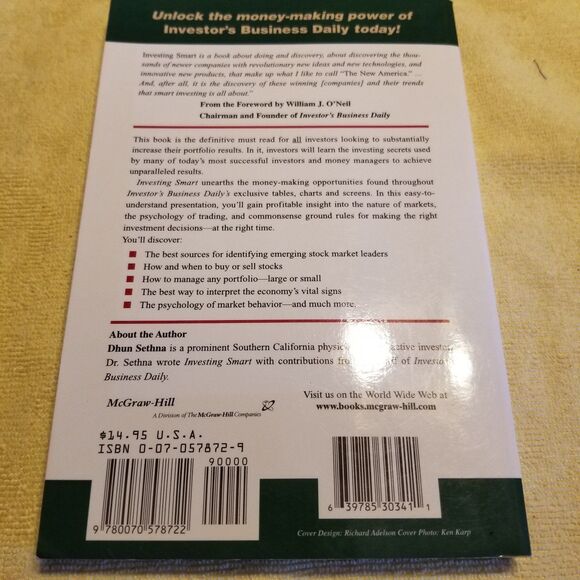 Unlock the money-making power of
Investor's Business Daily today!
Investing Smart is a book about doing and discovery, about discovering the thou-
sands of newer companies with revolutionary new ideas and new technologies, and
innovative new products, that make up what I like to call "The New America." ...
And, after all, it is the discovery of these winning [companies] and their trends
that smart investing is all about."
From the Foreword by William J. O'Neil
Chairman and Founder of Investor's Business Daily
This book is the definitive must read for all investors looking to substantially
increase their portfolio results. In it, investors will learn the investing secrets used
by many of today's most successful investors and money managers to achieve
unparalleled results.
Investing Smart unearths the money-making opportunities found throughout
Investor's Business Daily's exclusive tables, charts and screens. In this easy-to-
understand presentation, you'll gain profitable insight into the nature of markets,
the psychology of trading, and commonsense ground rules for making the right
investment decisions—at the right time.
You'll discover:
■ The best sources for identifying emerging stock market leaders
■ How and when to buy or sell stocks
■ How to manage any portfolio—large or small
■ The best way to interpret the economy's vital signs
■ The psychology of market behavior—and much more.
About the Author
Dhun Sethna is a prominent Southern California active
Dr. Sethna wrote Investing Smart with contributions of
Business Daily.
McGraw-Hill
A Division of The McGraw-Hill Companies
Visit us on the World Wide Web at
www.books.mcgraw-hill.com
$14.95 U.S.A.
ISBN 0-07-057872-9
90000
9 780070 578722
6 39785 30341 1
Cover Design: Richard Adelson Cover Photo: Ken Karp